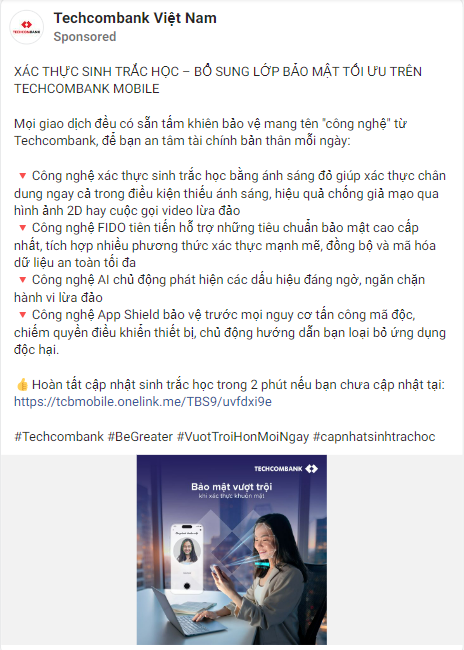 Techcombank Việt Nam
TECHCOMBANK
Sponsored
XÁC THỰC SINH TRẮC HỌC – BỔ SUNG LỚP BẢO MẬT TỐI ƯU TRÊN
TECHCOMBANK MOBILE
Mọi giao dịch đều có sẵn tấm khiên bảo vệ mang tên "công nghệ" từ
Techcombank, để bạn an tâm tài chính bản thân mỗi ngày:
🔻Công nghệ xác thực sinh trắc học bằng ánh sáng đỏ giúp xác thực chân
dung ngay cả trong điều kiện thiếu ánh sáng, hiệu quả chống giả mạo qua
hình ảnh 2D hay cuộc gọi video lừa đảo
🔻Công nghệ FIDO tiên tiến hỗ trợ những tiêu chuẩn bảo mật cao cấp
nhất, tích hợp nhiều phương thức xác thực mạnh mẽ, đồng bộ và mã hóa
dữ liệu an toàn tối đa
🔻Công nghệ AI chủ động phát hiện các dấu hiệu đáng ngờ, ngăn chặn
hành vi lừa đảo
🔻Công nghệ App Shield bảo vệ trước mọi nguy cơ tấn công mã độc,
chiếm quyền điều khiển thiết bị, chủ động hướng dẫn bạn loại bỏ ứng dụng
độc hại.
👍Hoàn tất cập nhật sinh trắc học trong 2 phút nếu bạn chưa cập nhật tại:
https://tcbmobile.onelink.me/TBS9/uvfdxi9e
#Techcombank #BeGreater #VuotTroiHonMoiNgay #capnhatsinhtrachoc
TECHCOMBANK
Bảo mật vượt trội
khi xác thực khuôn mặt